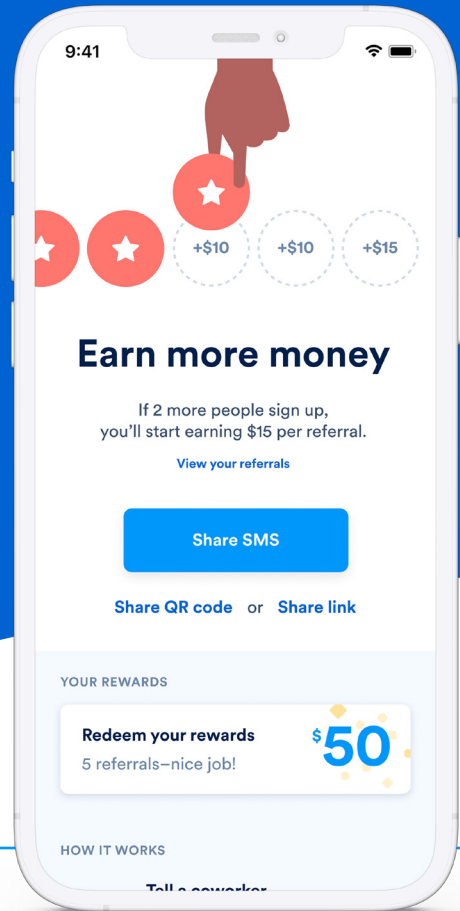 9:41
+$10 +$10 +$15
Earn more money
If 2 more people sign up,
you'll start earning $15 per referral.
View your referrals
Share SMS
Share QR code or Share link
YOUR REWARDS
Redeem your rewards
$50
5 referrals–nice job!
HOW IT WORKS
Tell a coworker